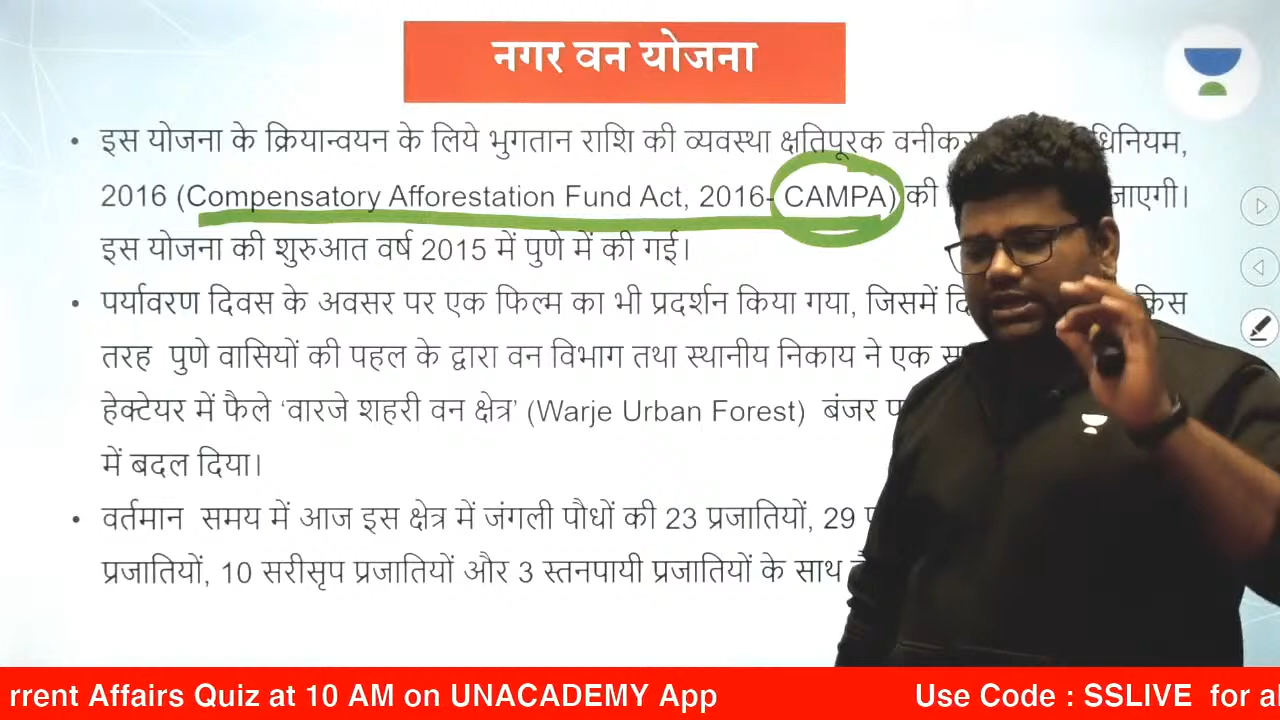 नगर वन योजना
• इस योजना के क्रियान्वयन के लिये भुगतान राशि की व्यवस्था क्षतिपूरक धिनियम,
2016 (Compensatory Afforestation Fund Act, 2016- CAMPA) की जाएगी।
इस योजना की शुरुआत वर्ष 2015 में पुणे में की गई।
• पर्यावरण दिवस के अवसर पर एक फिल्म का भी प्रदर्शन किया गया, जिसमें किस
तरह पुणे वासियों की पहल के द्वारा वन विभाग तथा स्थानीय निकाय ने एक
हेक्टेयर में फैले ‘वारजे शहरी वन क्षेत्र’ (Warje Urban Forest) बंजर
में बदल दिया।
• वर्तमान समय में आज इस क्षेत्र में जंगली पौधों की 23 प्रजातियों, 29
प्रजातियों, 10 सरीसृप प्रजातियों और 3 स्तनपायी प्रजातियों के साथ
rrent Affairs Quiz at 10 AM on UNACADEMY App Use Code : SSLIVE for al